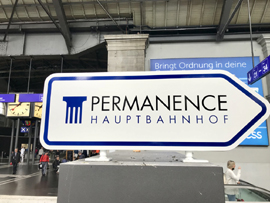 Bringt Ordnung in deine
PERMANENCE
HAUPTBAHNHOF